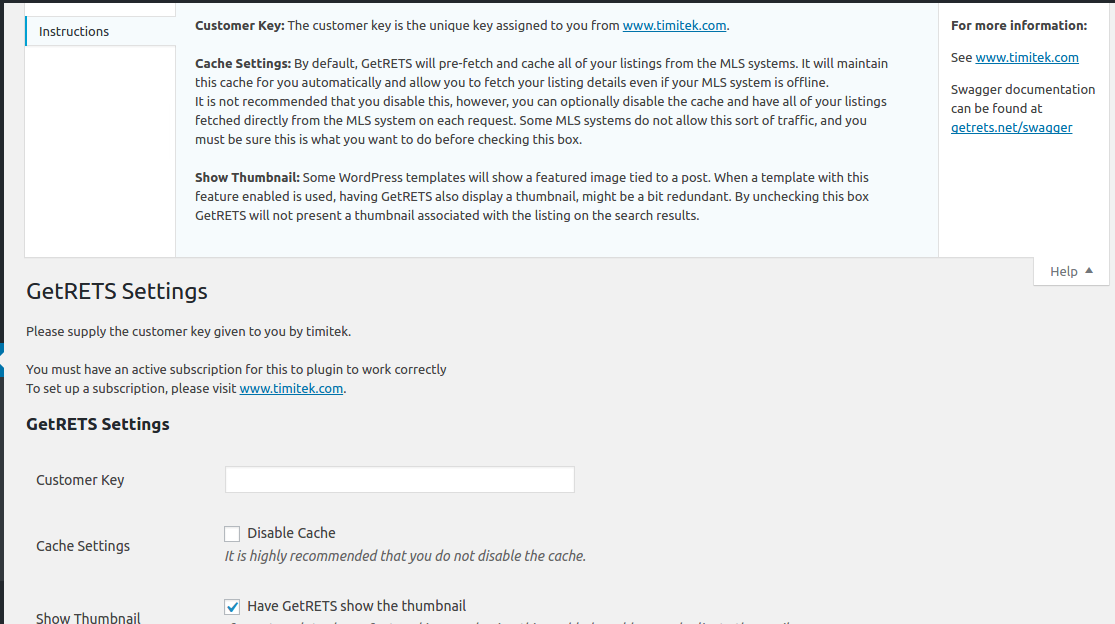 Instructions
Customer Key: The customer key is the unique key assigned to you from www.timitek.com.
Cache Settings: By default, GetRETS will pre-fetch and cache all of your listings from the MLS systems. It will maintain
this cache for you automatically and allow you to fetch your listing details even if your MLS system is offline.
It is not recommended that you disable this, however, you can optionally disable the cache and have all of your listings
fetched directly from the MLS system on each request. Some MLS systems do not allow this sort of traffic, and you
must be sure this is what you want to do before checking this box.
Show Thumbnail: Some WordPress templates will show a featured image tied to a post. When a template with this
feature enabled is used, having GetRETS also display a thumbnail, might be a bit redundant. By unchecking this box
GetRETS will not present a thumbnail associated with the listing on the search results.
For more information:
See www.timitek.com
Swagger documentation
can be found at
getrets.net/swagger
Help
GetRETS Settings
Please supply the customer key given to you by timitek.
You must have an active subscription for this to plugin to work correctly
To set up a subscription, please visit www.timitek.com.
GetRETS Settings
Customer Key
Cache Settings
Disable Cache
It is highly recommended that you do not disable the cache.
Show Thumbnail
Have GetRETS show the thumbnail